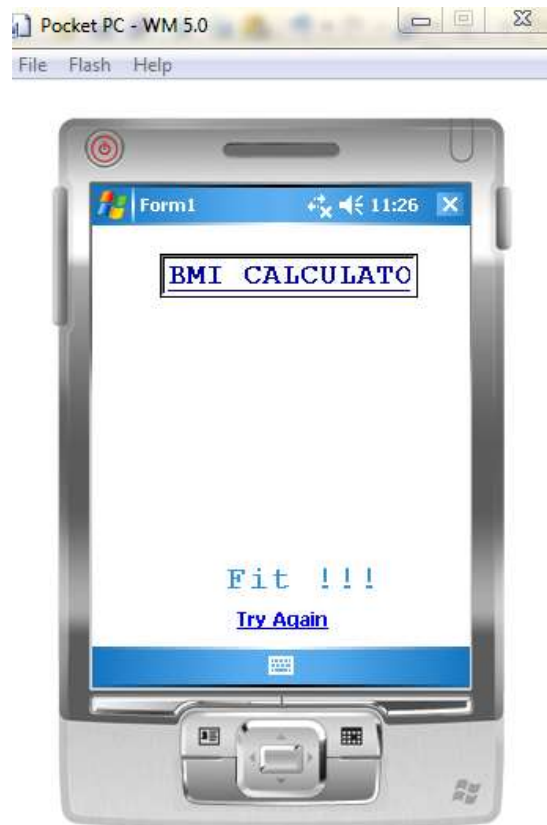 Pocket PC - WM 5.0
File Flash Help
Form1 11:26
BMI CALCULATO
Fit !!!
Try Again